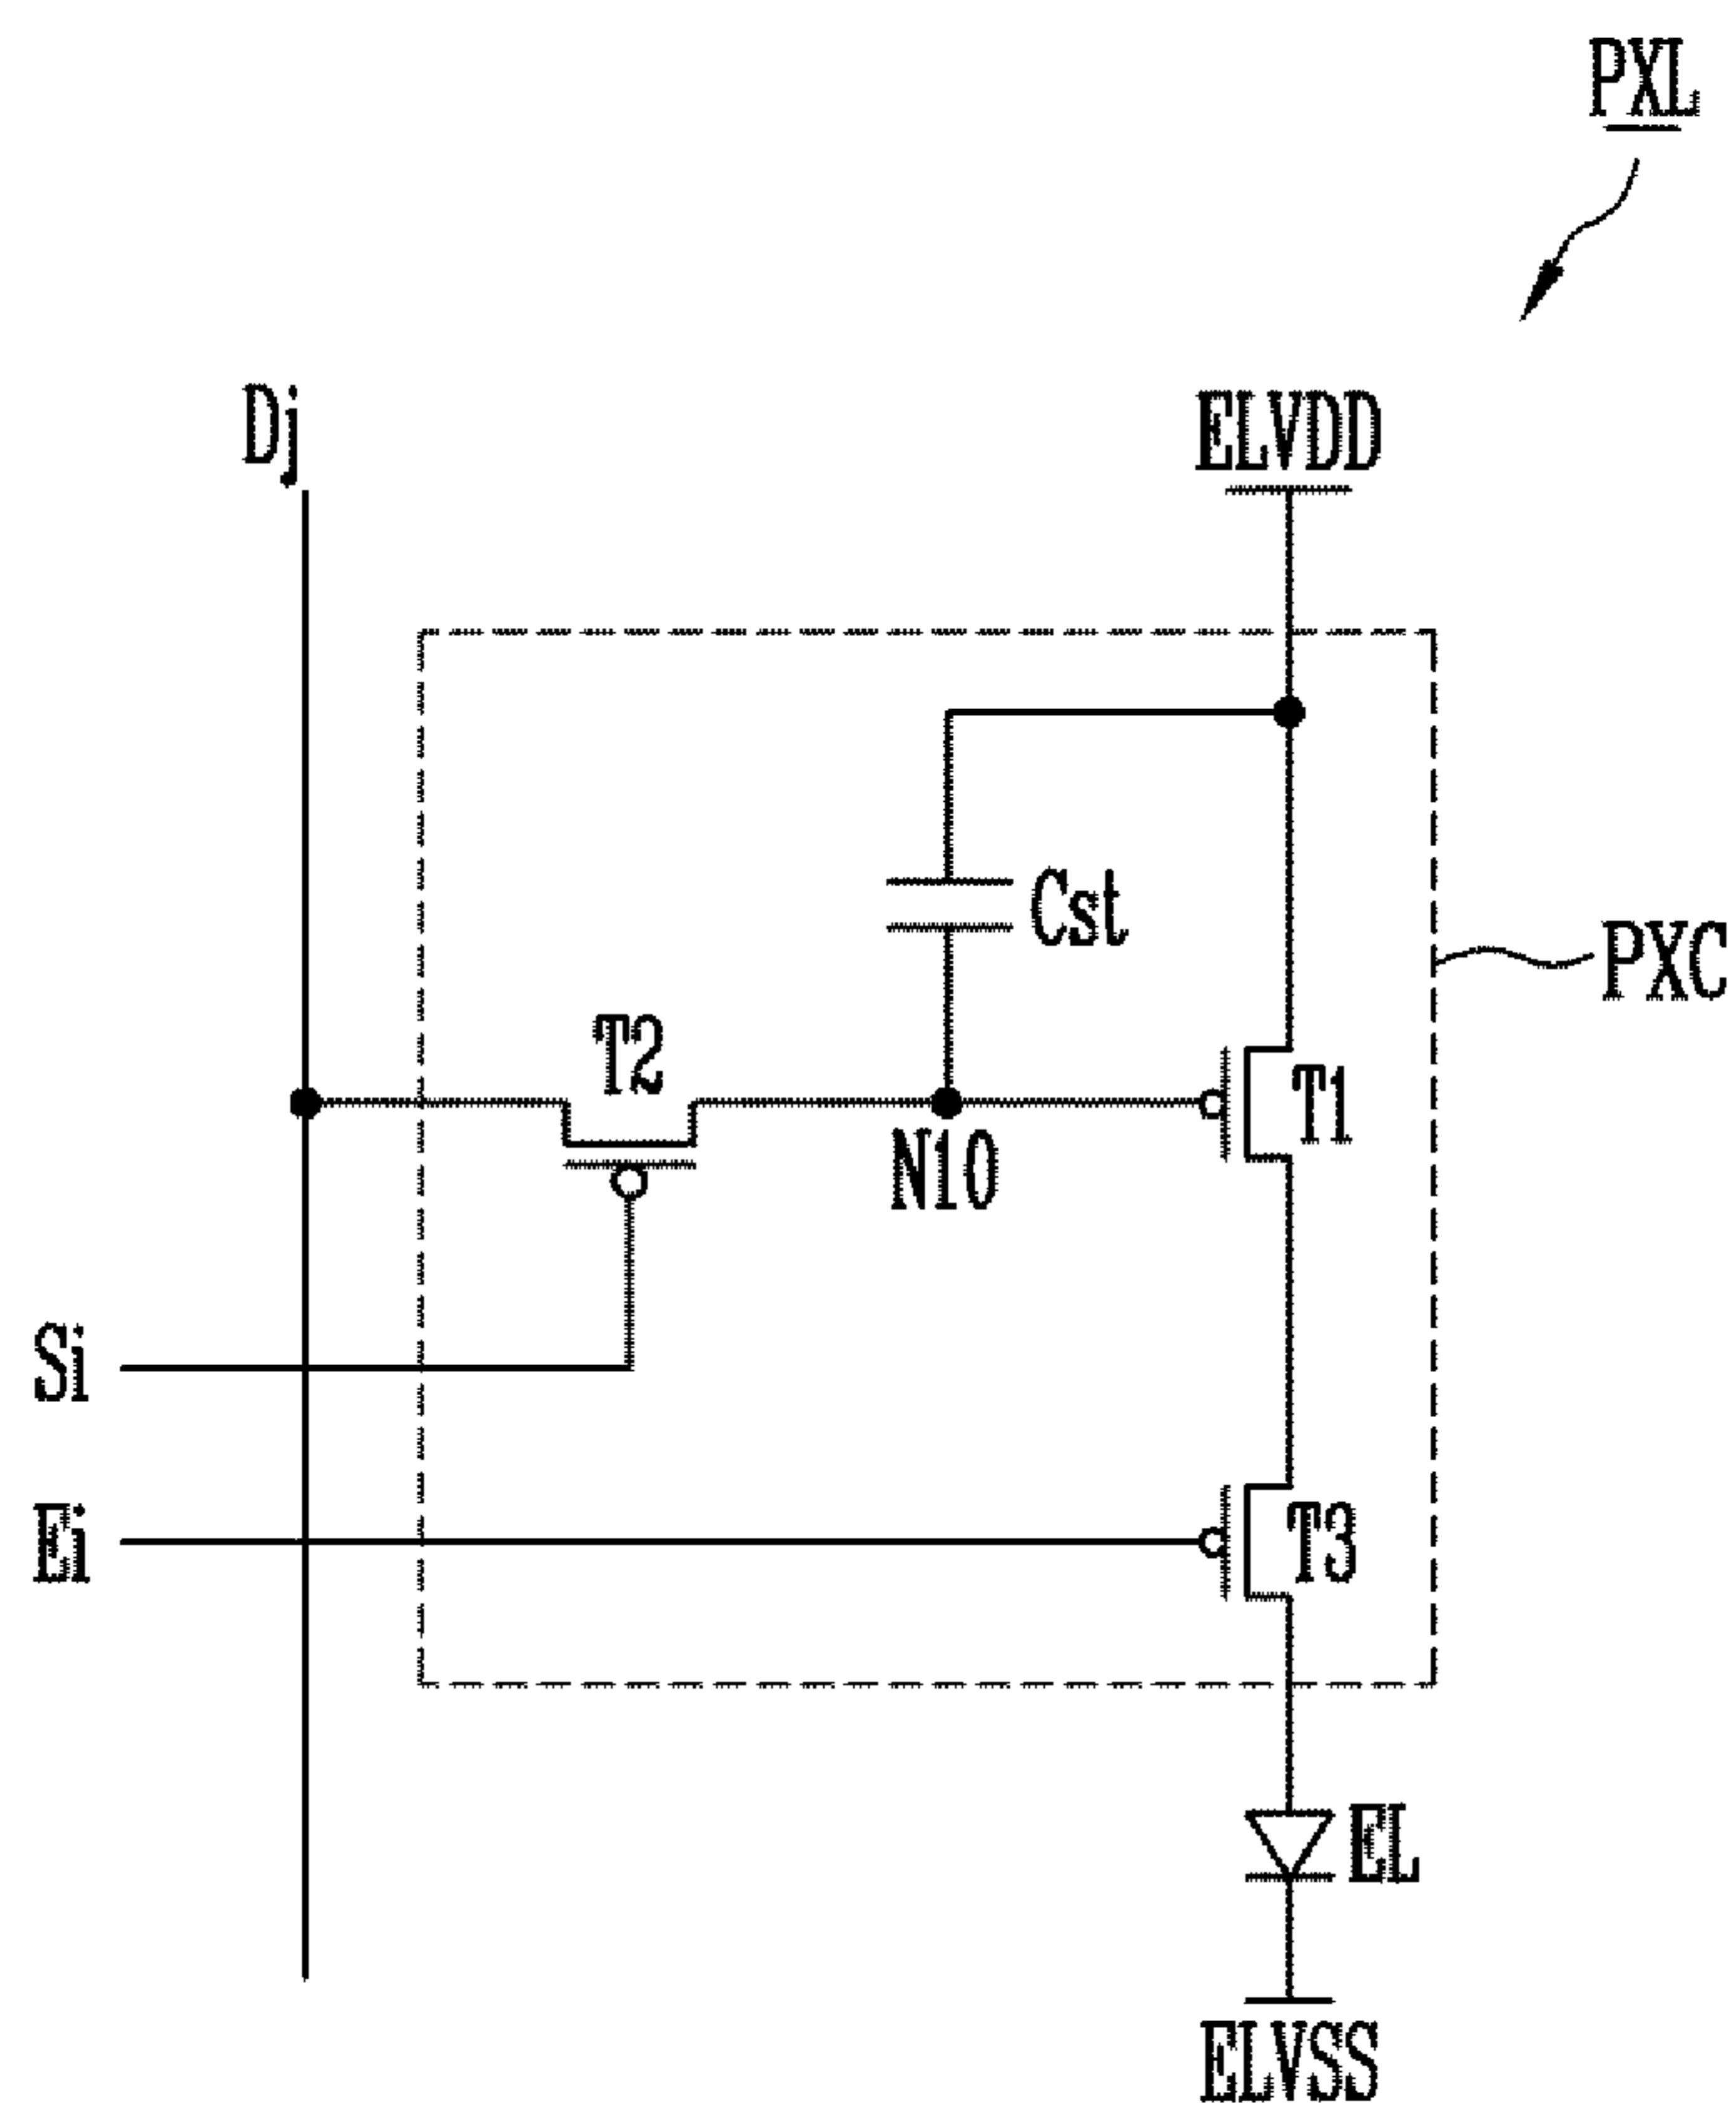 PXL
Dj
ELVDD
Cst
PXC
T2
T1
N10
Si
Ei
T3
EL
ELVSS